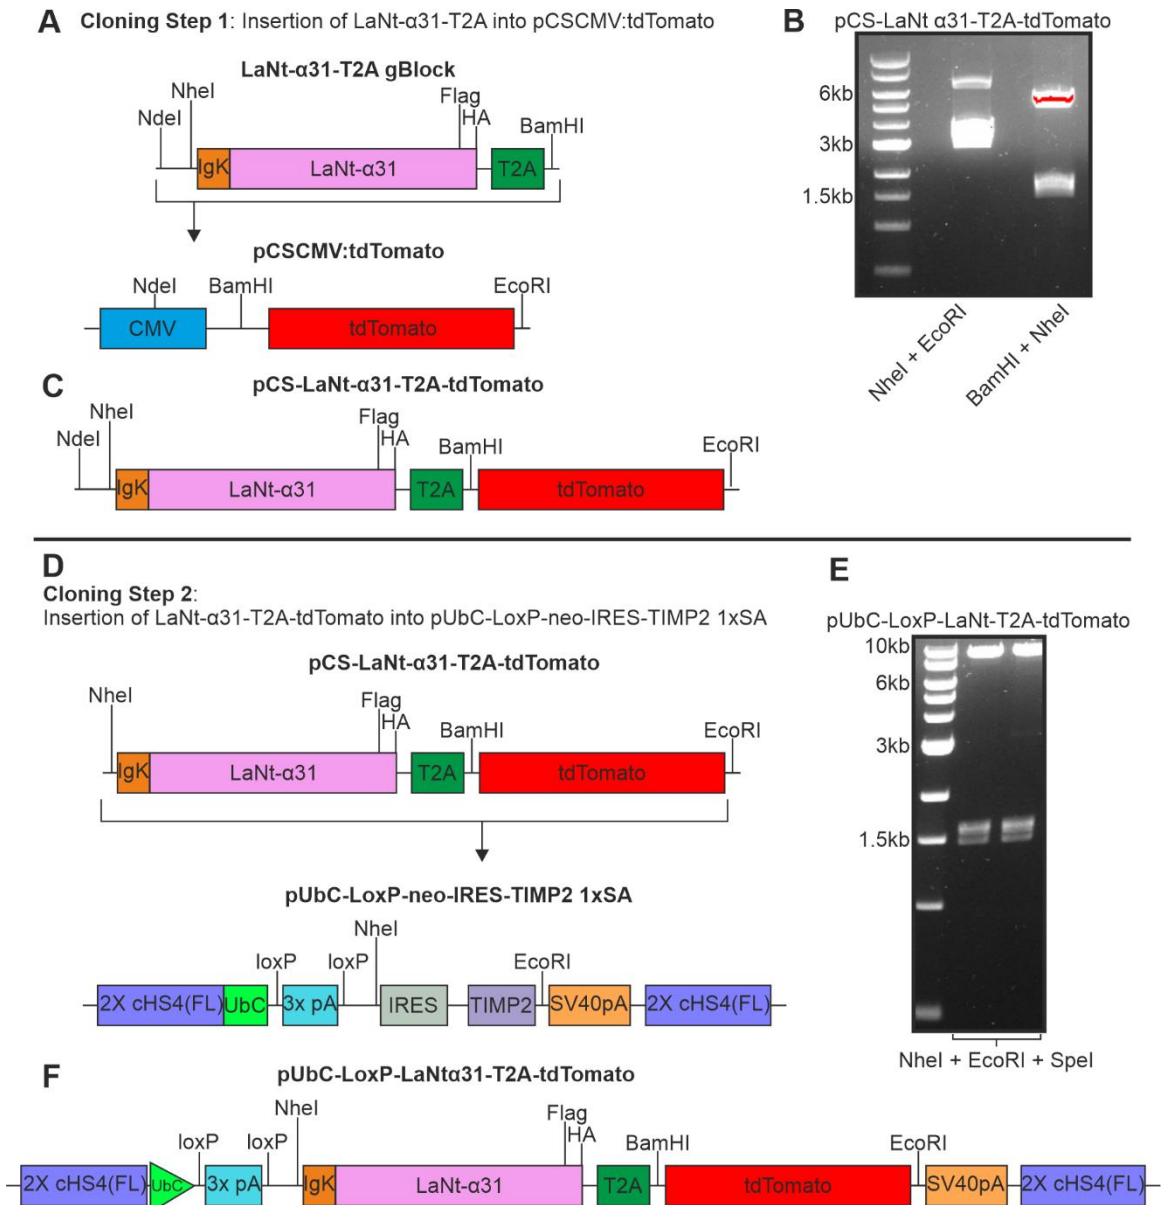 A Cloning Step 1: Insertion of LaNt-α31-T2A into pCSCMV:tdTomato
LaNt-α31-T2A gBlock
NheI
NdeI
Flag
HA
BamHI
IgK
LaNt-α31
T2A
pCSCMV:tdTomato
NdeI
BamHI
EcoRI
CMV
tdTomato
B
pCS-LaNt α31-T2A-tdTomato
6kb
3kb
1.5kb
NheI + EcoRI
BamHI + NheI
C
pCS-LaNt-α31-T2A-tdTomato
NheI
NdeI
Flag
HA
BamHI
EcoRI
IgK
LaNt-α31
T2A
tdTomato
D
Cloning Step 2:
Insertion of LaNt-α31-T2A-tdTomato into pUbC-LoxP-neo-IRES-TIMP2 1xSA
pCS-LaNt-α31-T2A-tdTomato
NheI
Flag
HA
BamHI
EcoRI
IgK
LaNt-α31
T2A
tdTomato
pUbC-LoxP-neo-IRES-TIMP2 1xSA
NheI
loxP
loxP
EcoRI
2X cHS4(FL)
UbC
3x pA
IRES
TIMP2
SV40pA
2X cHS4(FL)
E
pUbC-LoxP-LaNt-T2A-tdTomato
10kb
6kb
3kb
1.5kb
NheI + EcoRI + SpeI
F
pUbC-LoxP-LaNtα31-T2A-tdTomato
NheI
loxP
loxP
Flag
HA
BamHI
EcoRI
2X cHS4(FL)
UbC
3x pA
IgK
LaNt-α31
T2A
tdTomato
SV40pA
2X cHS4(FL)